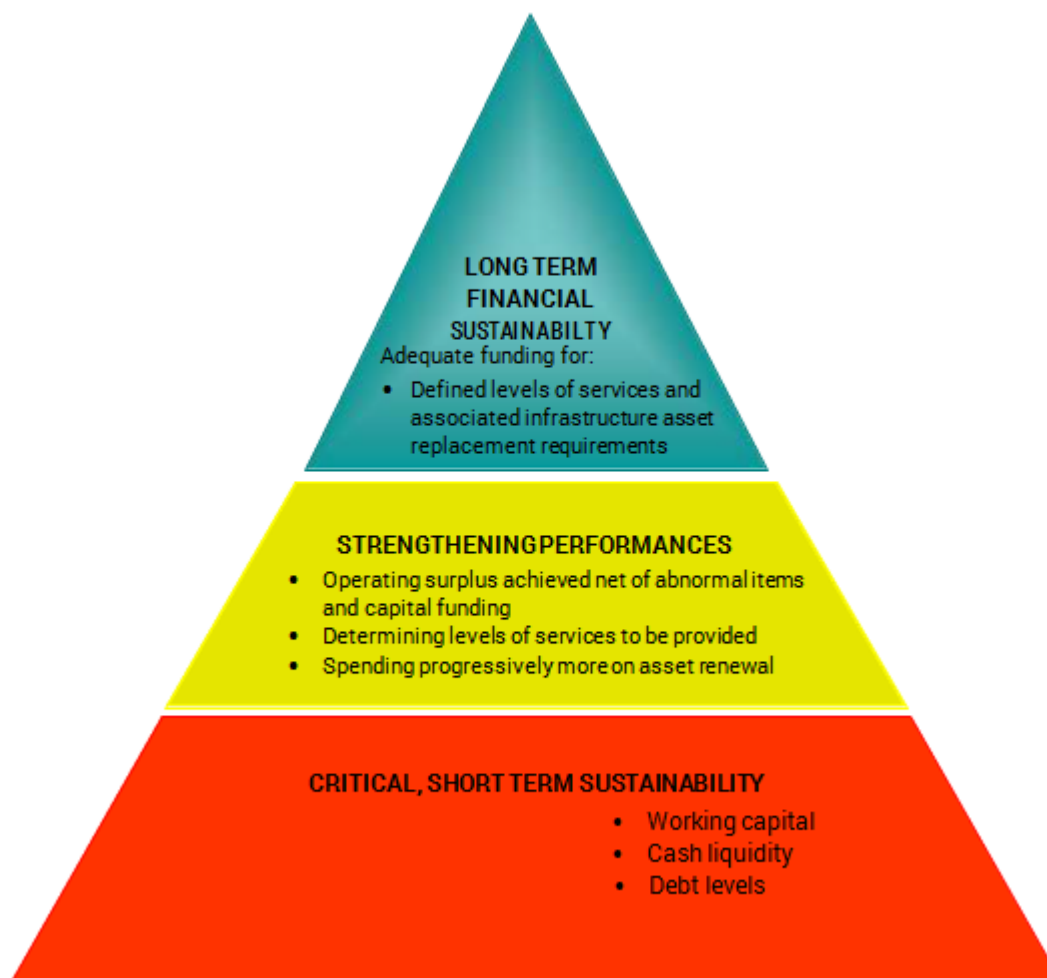 LONG TERM
FINANCIAL
SUSTAINABILTY
Adequate funding for:
• Defined levels of services and
associated infrastructure asset
replacement requirements
STRENGTHENING PERFORMANCES
• Operating surplus achieved net of abnormal items
and capital funding
• Determining levels of services to be provided
• Spending progressively more on asset renewal
CRITICAL, SHORT TERM SUSTAINABILITY
• Working capital
• Cash liquidity
• Debt levels